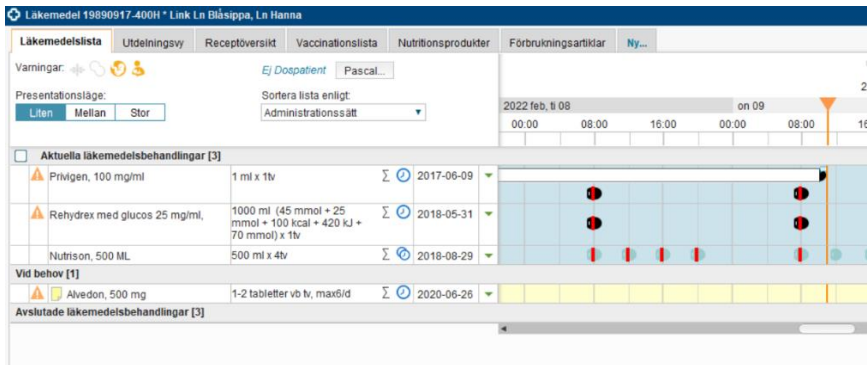 Läkemedel 19890917-400H * Link Ln Blåsippa, Ln Hanna
Läkemedelslista Utdelningsvy Receptöversikt Vaccinationslista Nutritionsprodukter Förbrukningsartiklar Ny...
Varningar: Ej Dospatient Pascal...
Presentationsläge: Sortera lista enligt:
Liten Mellan Stor Administrationssätt
2
2022 feb, ti 08 on 09
00:00 08:00 16:00 00:00 08:00 16
Aktuella läkemedelsbehandlingar [3]
Privigen, 100 mg/ml 1 ml x 1tv Σ 2017-06-09
Rehydrex med glucos 25 mg/ml, 1000 ml (45 mmol + 25 Σ 2018-05-31
mmol + 100 kcal + 420 kJ +
70 mmol) x 1tv
Nutrison, 500 ML 500 ml x 4tv Σ 2018-08-29
Vid behov [1]
Alvedon, 500 mg 1-2 tabletter vb tv, max6/d Σ 2020-06-26
Avslutade läkemedelsbehandlingar [3]